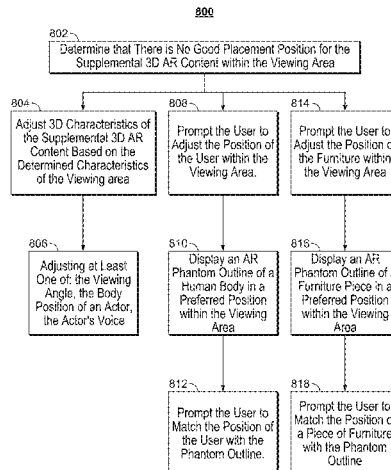 800
802
Determine that There is No Good Placement Position for the
Supplemental 3D AR Content within the Viewing Area
804
Adjust 3D Characteristics of
the Supplemental 3D AR
Content Based on the
Determined Characteristics
of the Viewing area
806
Adjusting at Least
One of: the Viewing
Angle, the Body
Position of an Actor,
the Actor's Voice
808
Prompt the User to
Adjust the Position of
the User within the
Viewing Area.
810
Display an AR
Phantom Outline of a
Human Body in a
Preferred Position
within the Viewing
Area
812
Prompt the User to
Match the Position of
the User with the
Phantom Outline.
814
Prompt the User to
Adjust the Position of
the Furniture within
the Viewing Area
816
Display an AR
Phantom Outline of a
Furniture Piece in a
Preferred Position
within the Viewing
Area
818
Prompt the User to
Match the Position of
a Piece of Furniture
with the Phantom
Outline